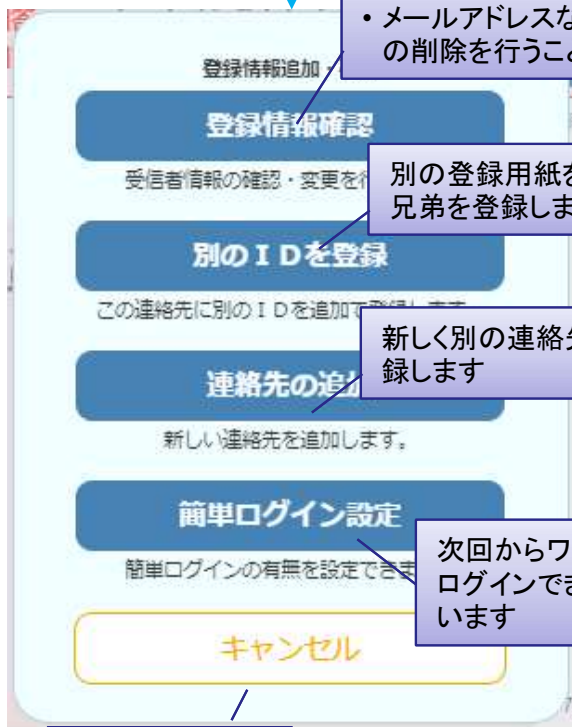 ・メールアドレスな
の削除を行うこ
登録情報追加・
登録情報確認
受信者情報の確認・変更を行
別の登録用紙を
兄弟を登録しま
別のＩＤを登録
この連絡先に別のＩＤを追加で登録します
新しく別の連絡先
録します
連絡先の追加
新しい連絡先を追加します。
簡単ログイン設定
次回からワ
ログインでき
います
簡単ログインの有無を設定できま
キャンセル